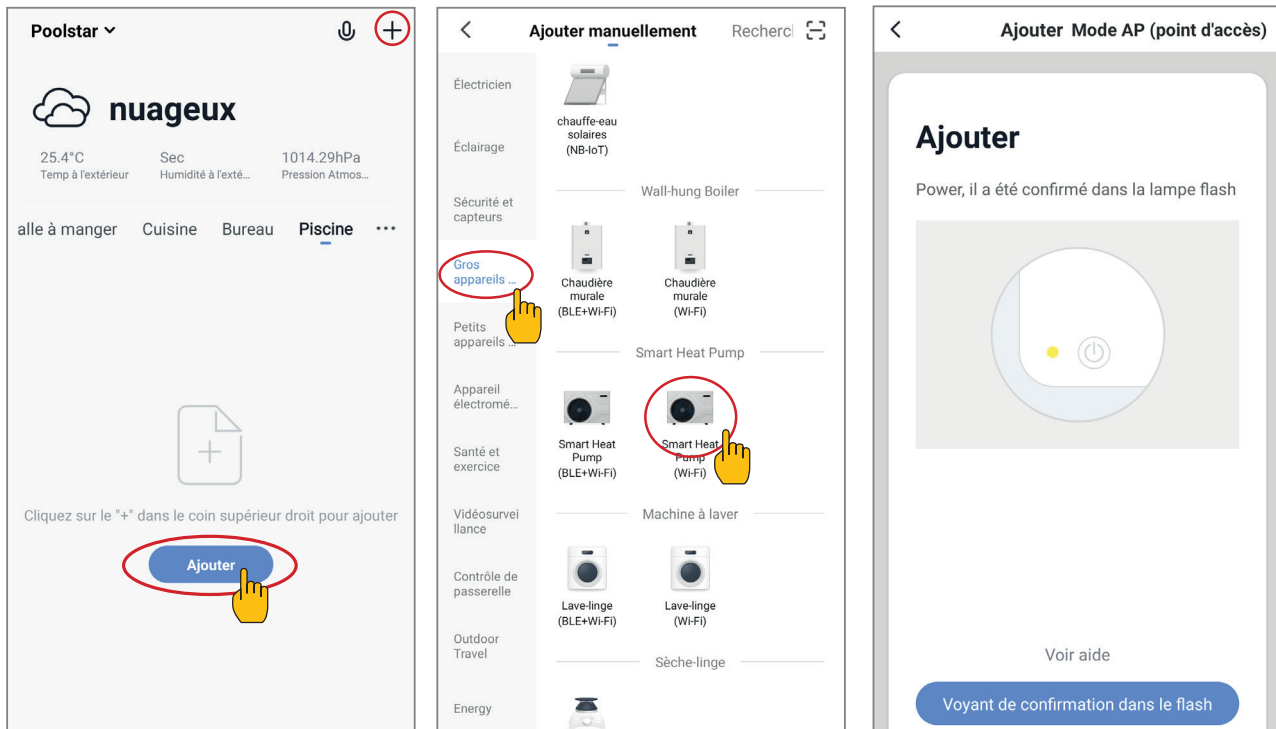 Poolstar
nuageux
25.4°C Sec 1014.29hPa
Temp à l'extérieur Humidité à l'exté... Pression Atmos...
alle à manger Cuisine Bureau Piscine
Cliquez sur le "+" dans le coin supérieur droit pour ajouter
Ajouter
Ajouter manuellement Recherc
Électricien
Éclairage
Sécurité et
capteurs
Gros
appareils ...
Petits
appareils ...
Appareil
électromé...
Santé et
exercice
Vidéosurvei
llance
Contrôle de
passerelle
Outdoor
Travel
Energy
chauffe-eau
solaires
(NB-IoT)
Wall-hung Boiler
Chaudière
murale
(BLE+Wi-Fi)
Chaudière
murale
(Wi-Fi)
Smart Heat Pump
Smart Heat
Pump
(BLE+Wi-Fi)
Smart Heat
Pump
(Wi-Fi)
Machine à laver
Lave-linge
(BLE+Wi-Fi)
Lave-linge
(Wi-Fi)
Sèche-linge
Ajouter Mode AP (point d'accès)
Ajouter
Power, il a été confirmé dans la lampe flash
Voir aide
Voyant de confirmation dans le flash